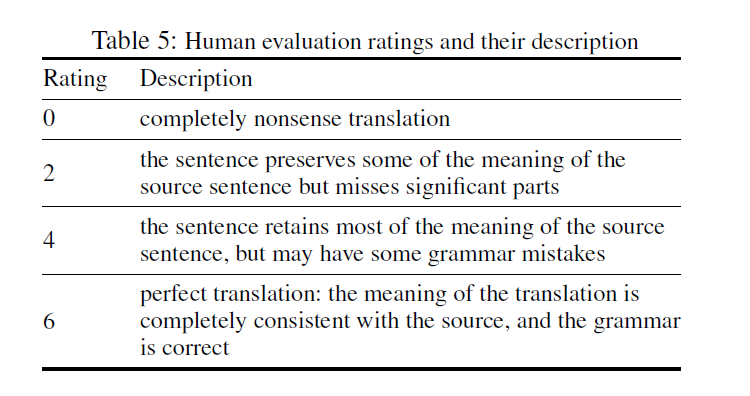 Table 5: Human evaluation ratings and their description
Rating Description
0 completely nonsense translation
the sentence preserves some of the meaning of the
2
source sentence but misses significant parts
the sentence retains most of the meaning of the source
4
sentence, but may have some grammar mistakes
perfect translation: the meaning of the translation is
6 completely consistent with the source, and the grammar
is correct